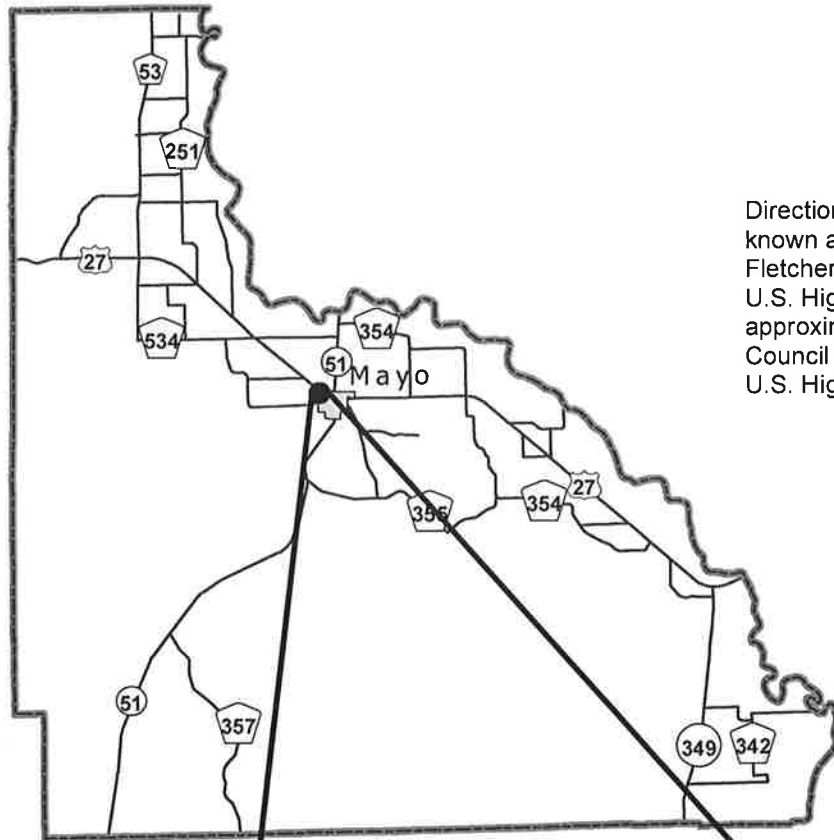 53
251
27
Direction
known a
Fletcher
U.S. Hig
approxin
Council
U.S. Hig
534
354
51
Mayo
27
355
354
51
357
349
342